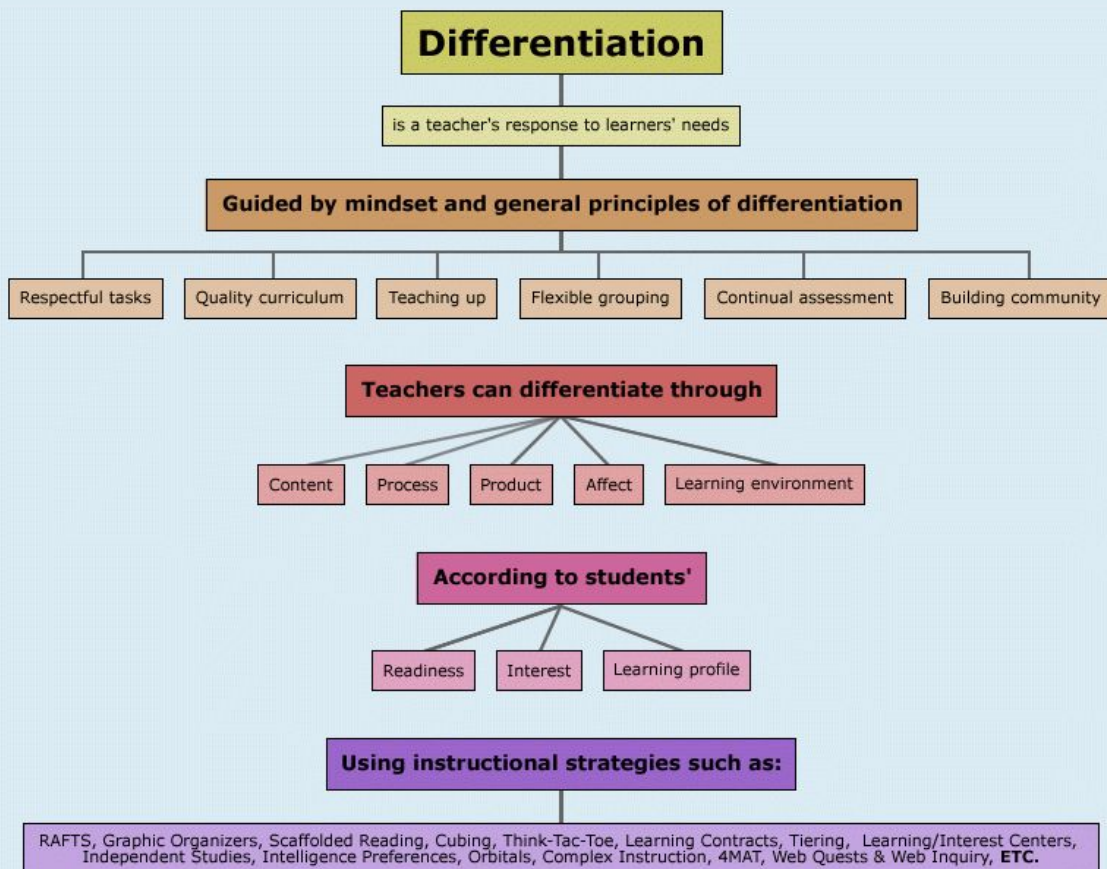 Differentiation
is a teacher's response to learners' needs
Guided by mindset and general principles of differentiation
Respectful tasks
Quality curriculum
Teaching up
Flexible grouping
Continual assessment
Building community
Teachers can differentiate through
Content
Process
Product
Affect
Learning environment
According to students'
Readiness
Interest
Learning profile
Using instructional strategies such as:
RAFTS, Graphic Organizers, Scaffolded Reading, Cubing, Think-Tac-Toe, Learning Contracts, Tiering, Learning/Interest Centers,
Independent Studies, Intelligence Preferences, Orbitals, Complex Instruction, 4MAT, Web Quests & Web Inquiry, ETC.